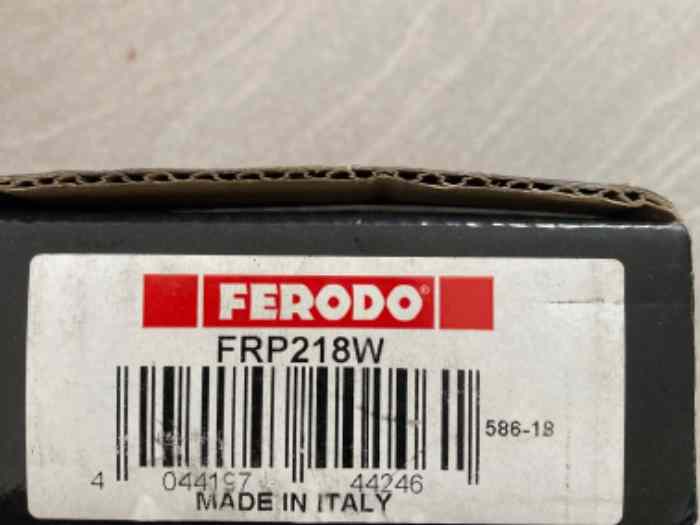 FERODO®
FRP218W
586-18
4 044197 44246
MADE IN ITALY